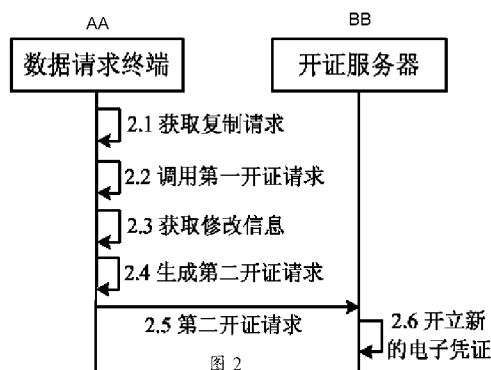 AA
BB
数据请求终端
开证服务器
2.1 获取复制请求
2.2 调用第一开证请求
2.3 获取修改信息
2.4 生成第二开证请求
2.5 第二开证请求
2.6 开立新
的电子凭证
图 2